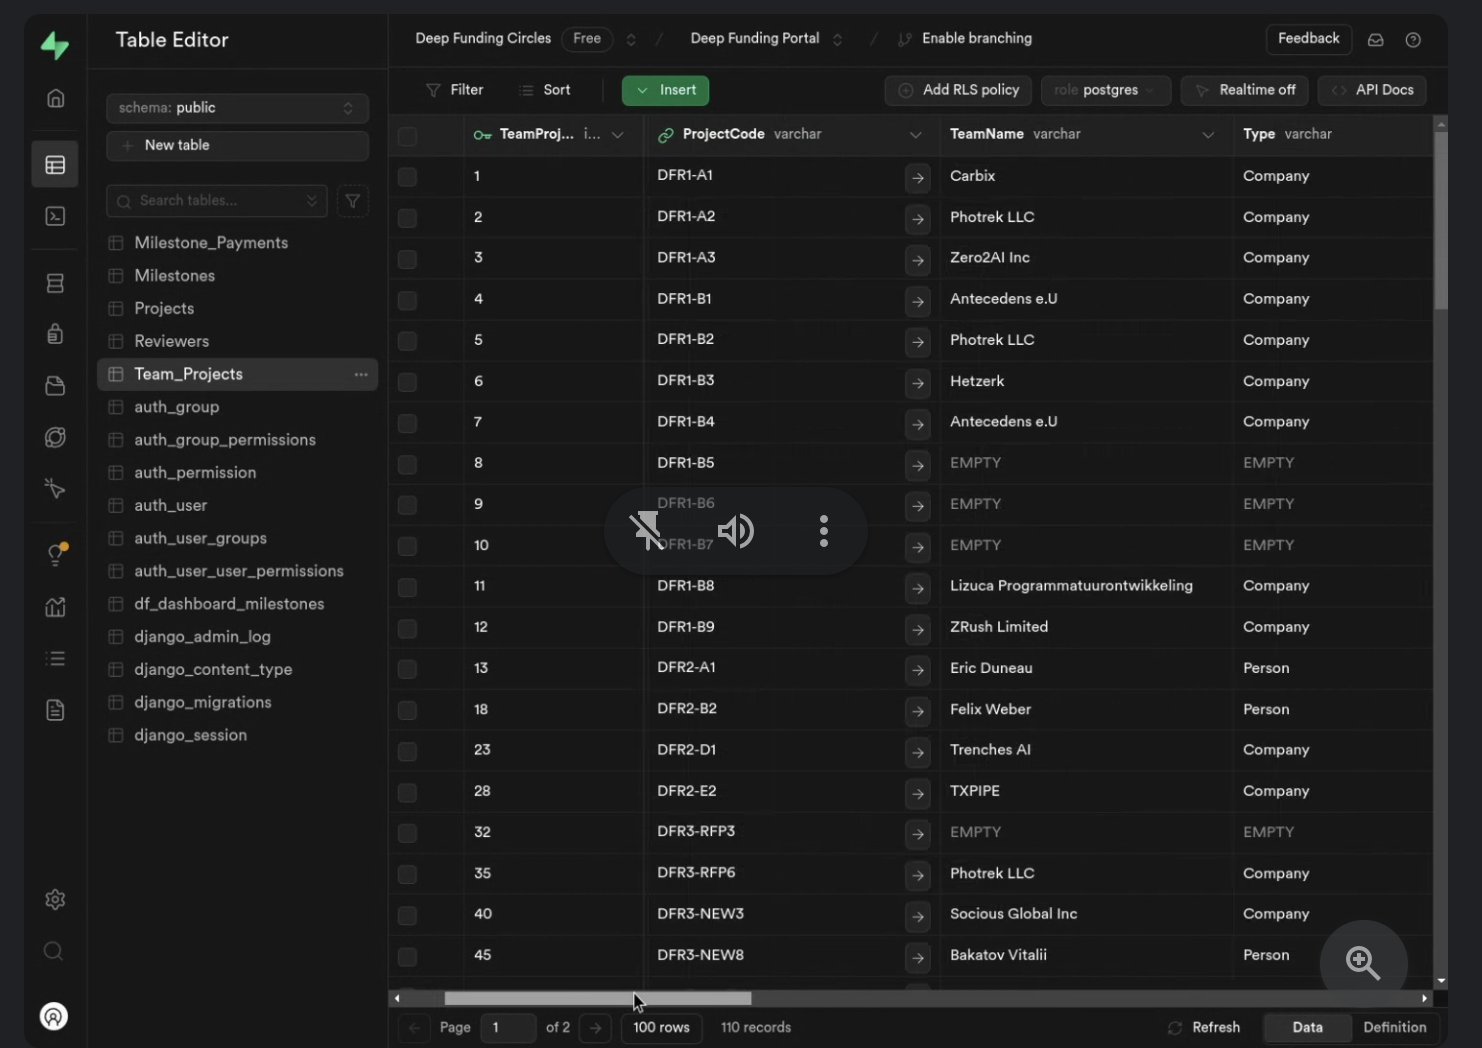 Table Editor
Deep Funding Circles Free / Deep Funding Portal / Enable branching
Feedback
schema: public
New table
Search tables...
Milestone_Payments
Milestones
Projects
Reviewers
Team_Projects
auth_group
auth_group_permissions
auth_permission
auth_user
auth_user_groups
auth_user_user_permissions
df_dashboard_milestones
django_admin_log
django_content_type
django_migrations
django_session
Filter Sort Insert Add RLS policy role postgres Realtime off API Docs
TeamProj... i... ProjectCode varchar TeamName varchar Type varchar
1 DFR1-A1 Carbix Company
2 DFR1-A2 Photrek LLC Company
3 DFR1-A3 Zero2AI Inc Company
4 DFR1-B1 Antecedens e.U Company
5 DFR1-B2 Photrek LLC Company
6 DFR1-B3 Hetzerk Company
7 DFR1-B4 Antecedens e.U Company
8 DFR1-B5 EMPTY EMPTY
9 DFR1-B6 EMPTY EMPTY
10 DFR1-B7 EMPTY EMPTY
11 DFR1-B8 Lizuca Programmatuurontwikkeling Company
12 DFR1-B9 ZRush Limited Company
13 DFR2-A1 Eric Duneau Person
18 DFR2-B2 Felix Weber Person
23 DFR2-D1 Trenches AI Company
28 DFR2-E2 TXPIPE Company
32 DFR3-RFP3 EMPTY EMPTY
35 DFR3-RFP6 Photrek LLC Company
40 DFR3-NEW3 Socious Global Inc Company
45 DFR3-NEW8 Bakatov Vitalii Person
Page 1 of 2 100 rows 110 records Refresh Data Definition